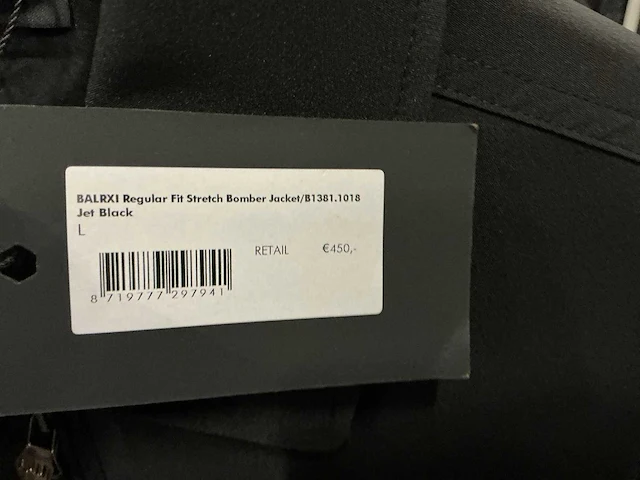 BALRXI Regular Fit Stretch Bomber Jacket/B1381.1018
Jet Black
L
RETAIL €450,-
8 719777 297941